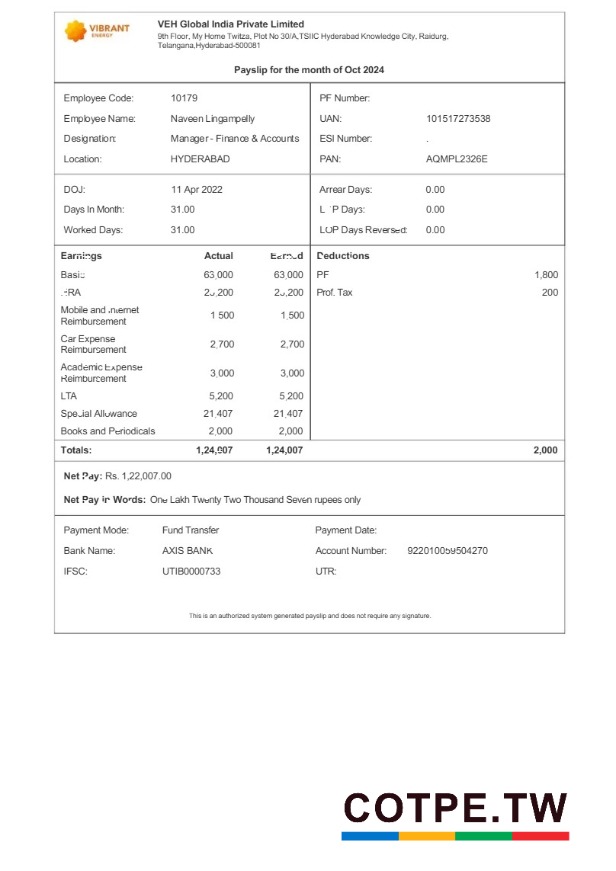 VIBRANT
ENERGY
VEH Global India Private Limited
9th Floor, My Home Twitza, Plot No 30/A,TSIIC Hyderabad Knowledge City, Raidurg,
Telangana,Hyderabad-500081
Payslip for the month of Oct 2024
Employee Code: 10179 PF Number:
Employee Name: Naveen Lingampelly UAN: 101517273538
Designation: Manager - Finance & Accounts ESI Number: .
Location: HYDERABAD PAN: AQMPL2326E
DOJ: 11 Apr 2022 Arrear Days: 0.00
Days In Month: 31.00 Days: 0.00
Worked Days: 31.00 LOP Days Reversed: 0.00
Earnings Actual Earned Deductions
Basic 63,000 63,000 PF 1,800
HRA Prof. Tax 200
Mobile and Internet
Reimbursement 1 500 1,500
Car Expense
Reimbursement 2,700 2,700
Academic Expense
Reimbursement 3,000 3,000
LTA 5,200 5,200
Special Allowance 21,407 21,407
Books and Periodicals 2,000 2,000
Totals: 1,24,007 1,24,007 2,000
Net Pay: Rs. 1,22,007.00
Net Pay in Words: One Lakh Twenty Two Thousand Seven rupees only
Payment Mode: Fund Transfer Payment Date:
Bank Name: AXIS BANK Account Number: 922010059504270
IFSC: UTIB0000733 UTR:
This is an authorized system generated payslip and does not require any signature.
COTPE.TW